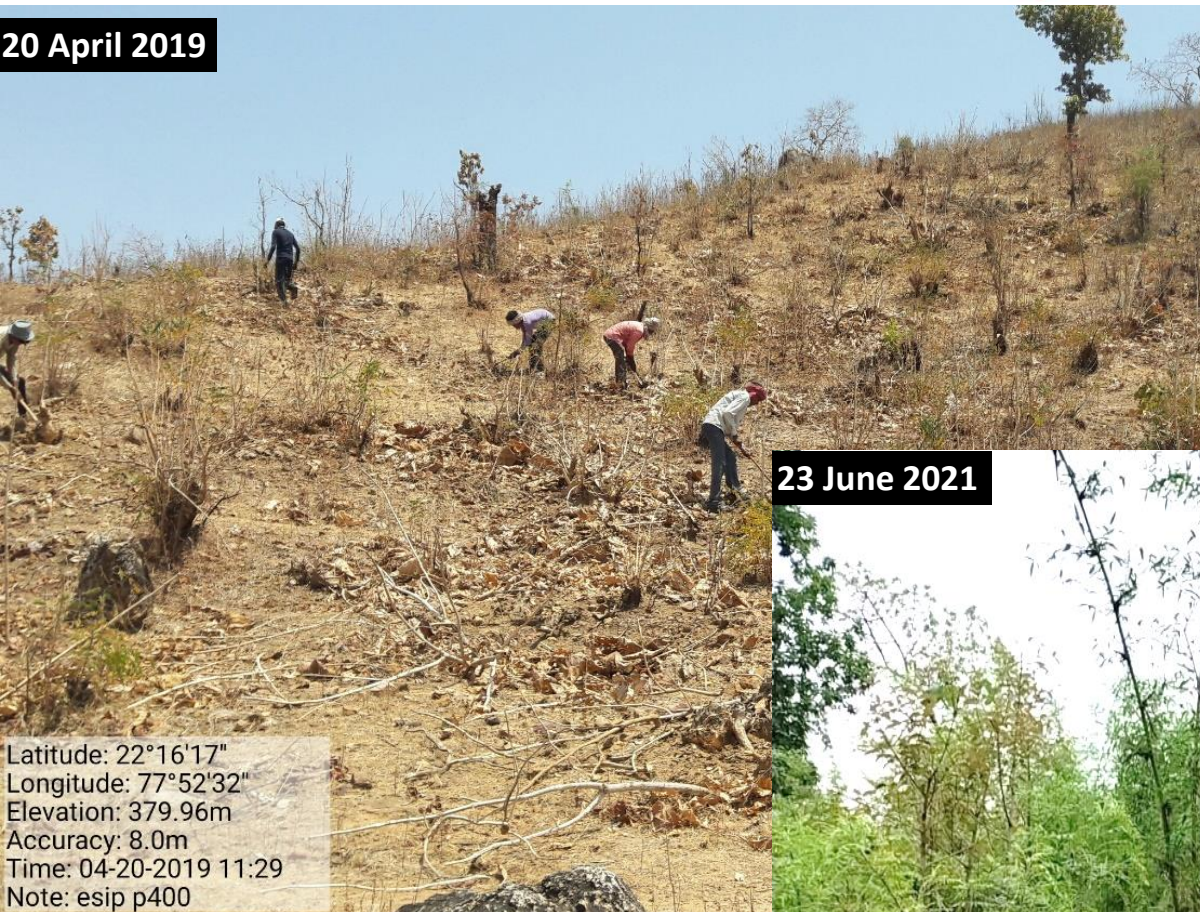 20 April 2019
23 June 2021
Latitude: 22°16'17"
Longitude: 77°52'32"
Elevation: 379.96m
Accuracy: 8.0m
Time: 04-20-2019 11:29
Note: esip p400